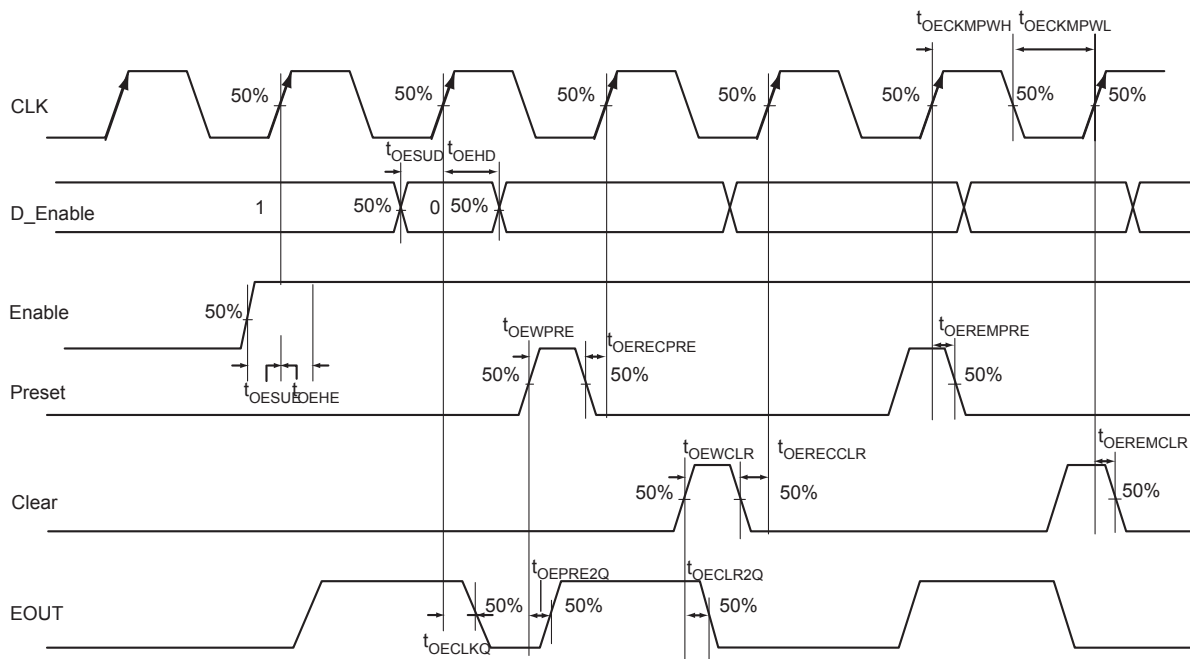 tOECKMPWH tOECKMPWL
CLK
50% 50% 50% 50% 50% 50% 50% 50%
tOESUD tOEHD
D_Enable
1 50% 0 50%
Enable
50%
tOESUE tOEHE
tOEWPRE tOERECPRE tOEREMPRE
Preset
50% 50% 50%
tOEWCLR tOERECCLR tOEREMCLR
Clear
50% 50% 50%
tOEPRE2Q tOECLR2Q
EOUT
50% 50% 50%
tOECLKQ